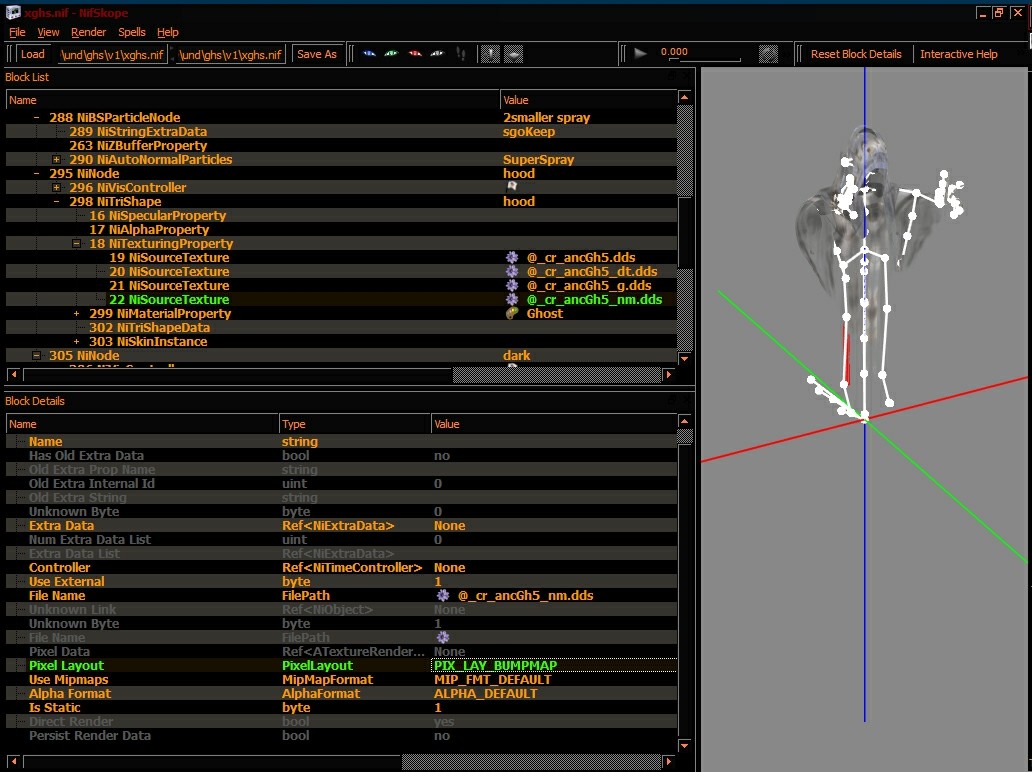 xghs.nif - NifSkope
File View Render Spells Help
Load \und\ghs\v1\xghs.nif \und\ghs\v1\xghs.nif Save As 0.000 Reset Block Details Interactive Help
Block List
Name Value
288 NiBSParticleNode 2smaller spray
289 NiStringExtraData sgoKeep
263 NiZBufferProperty
290 NiAutoNormalParticles SuperSpray
295 NiNode hood
296 NiVisController
298 NiTriShape hood
16 NiSpecularProperty
17 NiAlphaProperty
18 NiTexturingProperty
19 NiSourceTexture @_cr_ancGh5.dds
20 NiSourceTexture @_cr_ancGh5_dt.dds
21 NiSourceTexture @_cr_ancGh5_g.dds
22 NiSourceTexture @_cr_ancGh5_nm.dds
299 NiMaterialProperty Ghost
302 NiTriShapeData
303 NiSkinInstance
305 NiNode dark
Block Details
Name Type Value
Name string
Has Old Extra Data bool no
Old Extra Prop Name string
Old Extra Internal Id uint 0
Old Extra String string
Unknown Byte byte 0
Extra Data Ref<NiExtraData> None
Num Extra Data List uint 0
Extra Data List Ref<NiExtraData>
Controller Ref<NiTimeController> None
Use External byte 1
File Name FilePath @_cr_ancGh5_nm.dds
Unknown Link Ref<NiObject> None
Unknown Byte byte 1
File Name FilePath
Pixel Data Ref<ATextureRender... None
Pixel Layout PixelLayout PIX_LAY_BUMPMAP
Use Mipmaps MipMapFormat MIP_FMT_DEFAULT
Alpha Format AlphaFormat ALPHA_DEFAULT
Is Static byte 1
Direct Render bool yes
Persist Render Data bool no